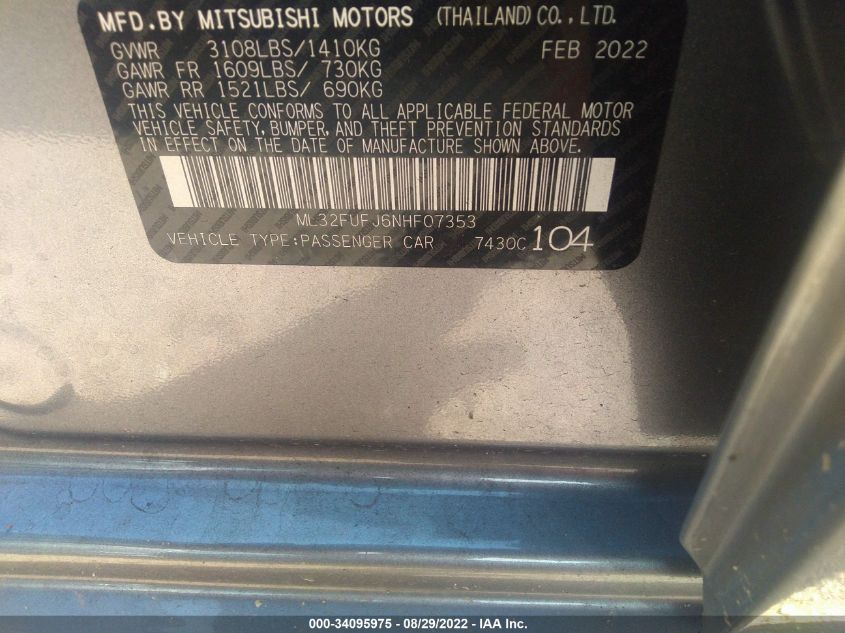 MFD.BY MITSUBISHI MOTORS (THAILAND)CO.,LTD.
GVWR 3108LBS/1410KG FEB 2022
GAWR FR 1609LBS/ 730KG
GAWR RR 1521LBS/ 690KG
THIS VEHICLE CONFORMS TO ALL APPLICABLE FEDERAL MOTOR
VEHICLE SAFETY, BUMPER, AND THEFT PREVENTION STANDARDS
IN EFFECT ON THE DATE OF MANUFACTURE SHOWN ABOVE.
ML32FUFJ6NHF07353
VEHICLE TYPE:PASSENGER CAR 7430C 104
000-34095975 - 08/29/2022 - IAA Inc.